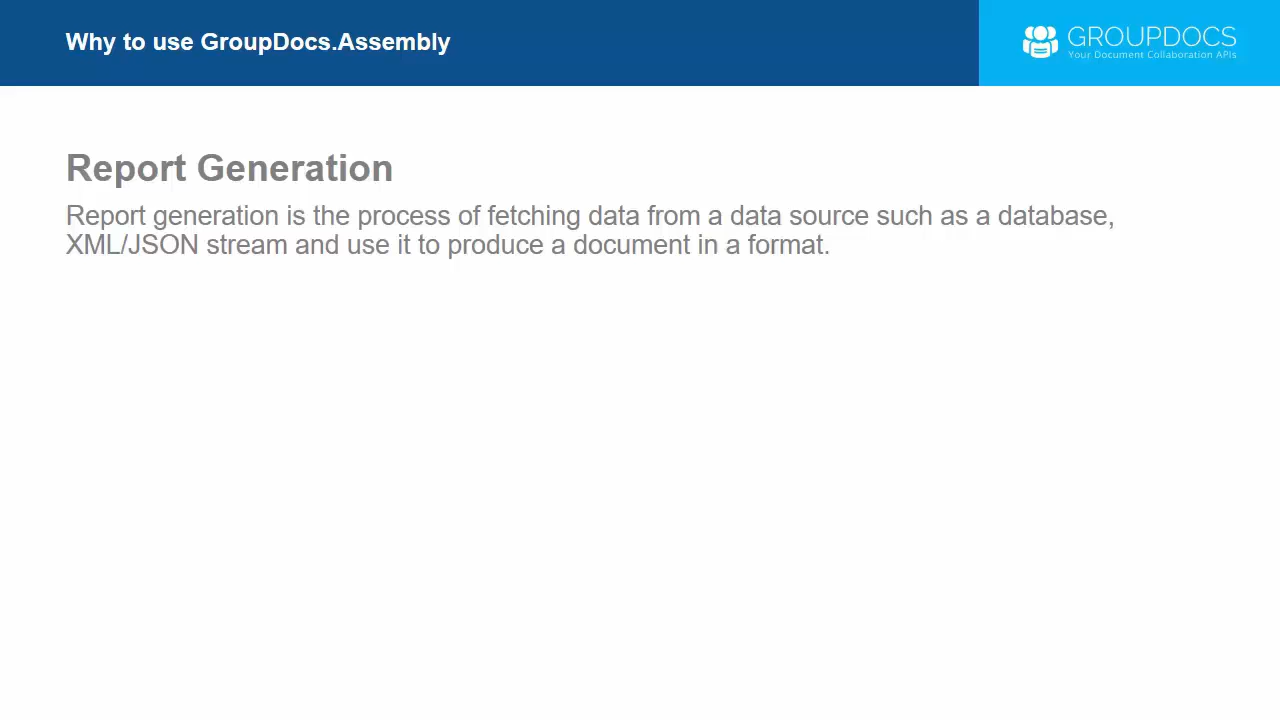 Why to use GroupDocs.Assembly
GROUPDOCS
Your Document Collaboration APIs
Report Generation
Report generation is the process of fetching data from a data source such as a database,
XML/JSON stream and use it to produce a document in a format.